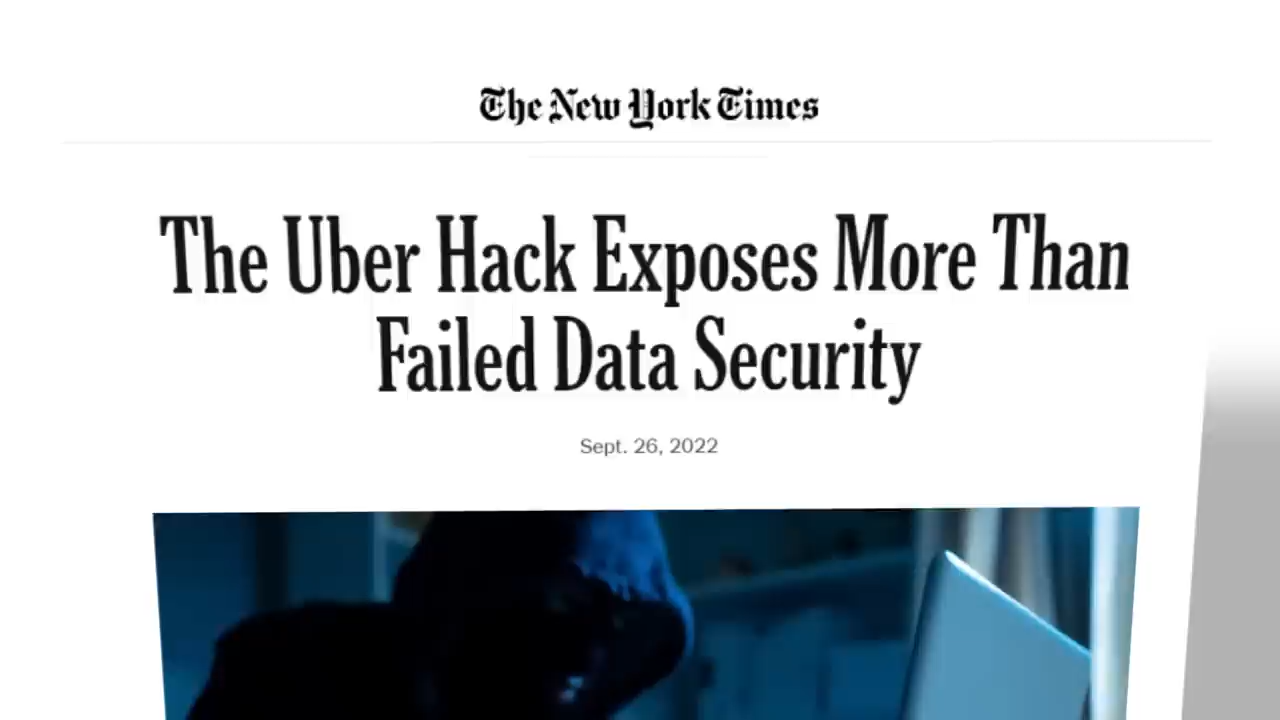 The New York Times
The Uber Hack Exposes More Than
Failed Data Security
Sept. 26, 2022